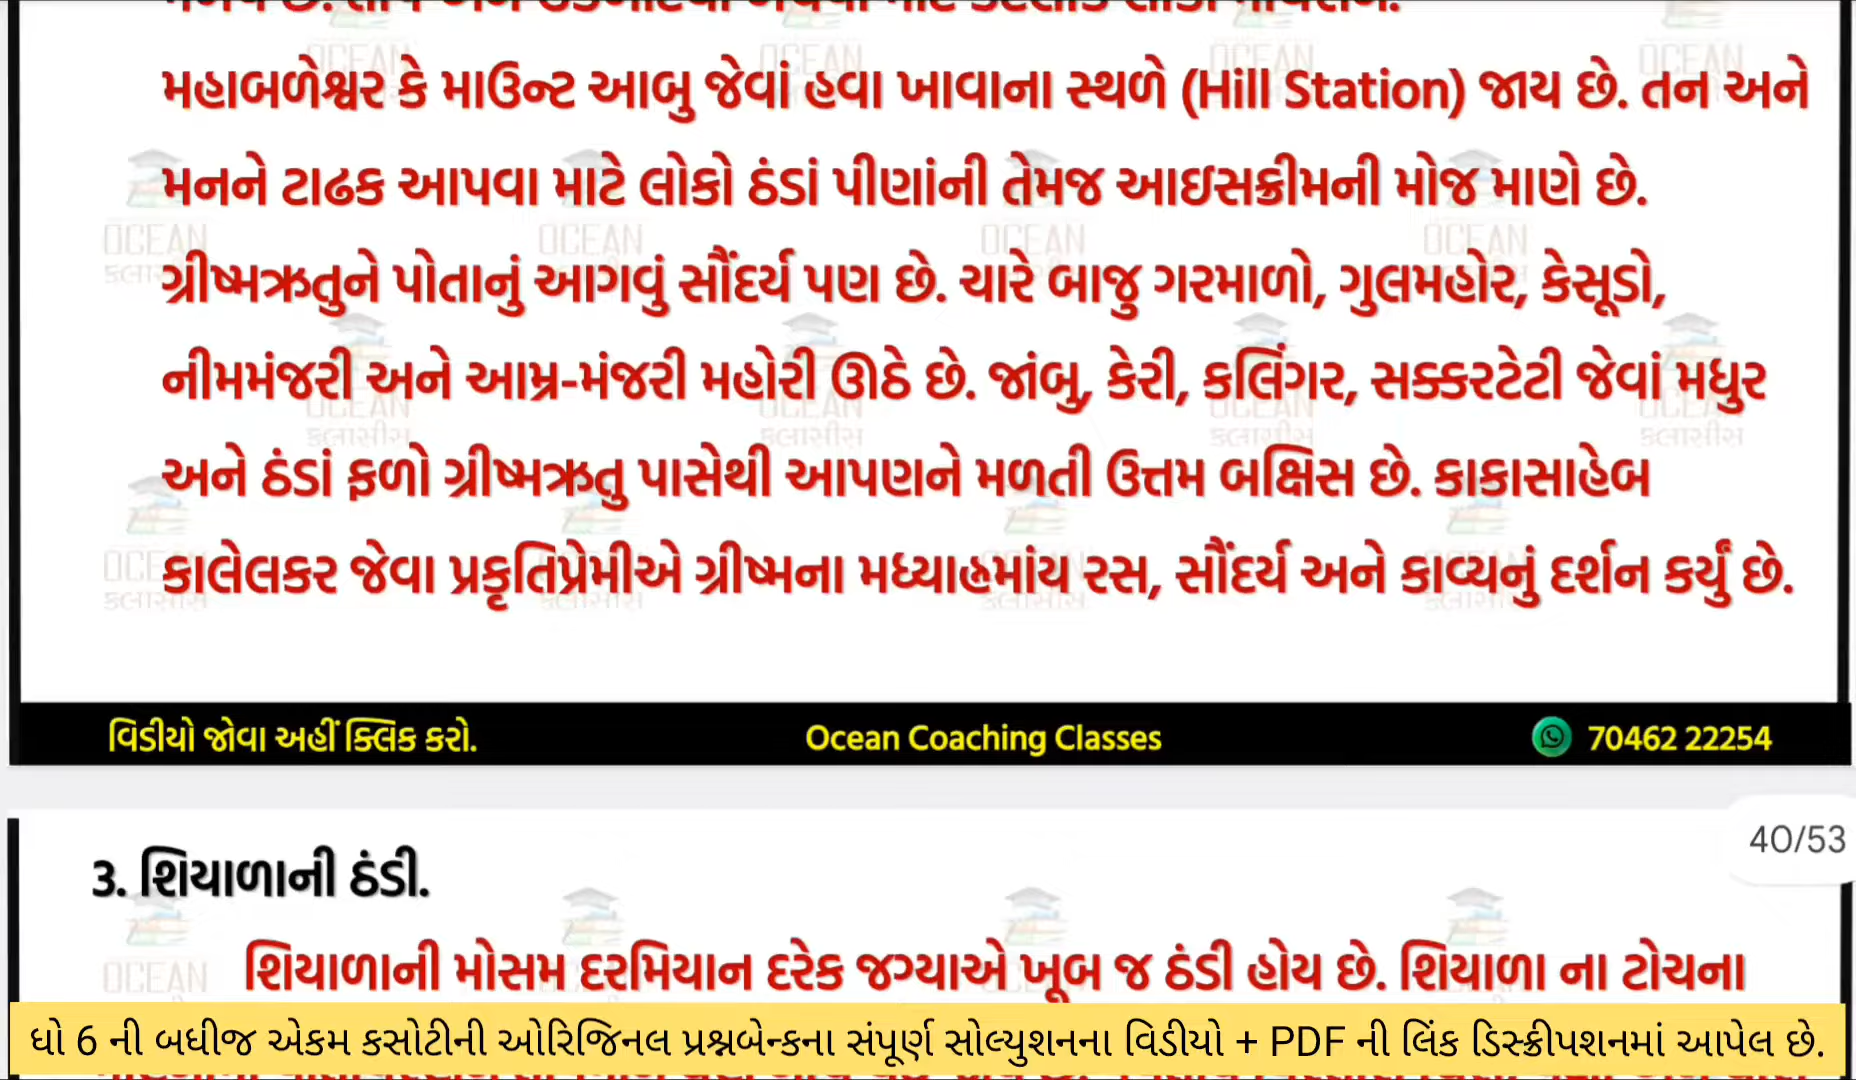 મહાબળેશ્વર કે માઉન્ટ આબુ જેવાં હવા ખાવાના સ્થળે (Hill Station) જાય છે. તન અને
મનને ટાઢક આપવા માટે લોકો ઠંડાં પીણાંની તેમજ આઇસક્રીમની મોજ માણે છે.
ગ્રીષ્મઋતુને પોતાનું આગવું સૌંદર્ય પણ છે. ચારે બાજુ ગરમાળો, ગુલમહોર, કેસૂડો,
નીમમંજરી અને આમ્ર-મંજરી મહોરી ઊઠે છે. જાંબુ, કેરી, કલિંગર, સક્કરટેટી જેવાં મધુર
અને ઠંડાં ફળો ગ્રીષ્મઋતુ પાસેથી આપણને મળતી ઉત્તમ બક્ષિસ છે. કાકાસાહેબ
કાલેલકર જેવા પ્રકૃતિપ્રેમીએ ગ્રીષ્મના મધ્યાહ્નમાંય રસ, સૌંદર્ય અને કાવ્યનું દર્શન કર્યું છે.
વિડીયો જોવા અહીં ક્લિક કરો. Ocean Coaching Classes 70462 22254
40/53
3. શિયાળાની ઠંડી.
શિયાળાની મોસમ દરમિયાન દરેક જગ્યાએ ખૂબ જ ઠંડી હોય છે. શિયાળા ના ટોચના
ધો 6 ની બધીજ એકમ કસોટીની ઓરિજિનલ પ્રશ્નબેન્કના સંપૂર્ણ સોલ્યુશનના વિડીયો + PDF ની લિંક ડિસ્ક્રીપશનમાં આપેલ છે.